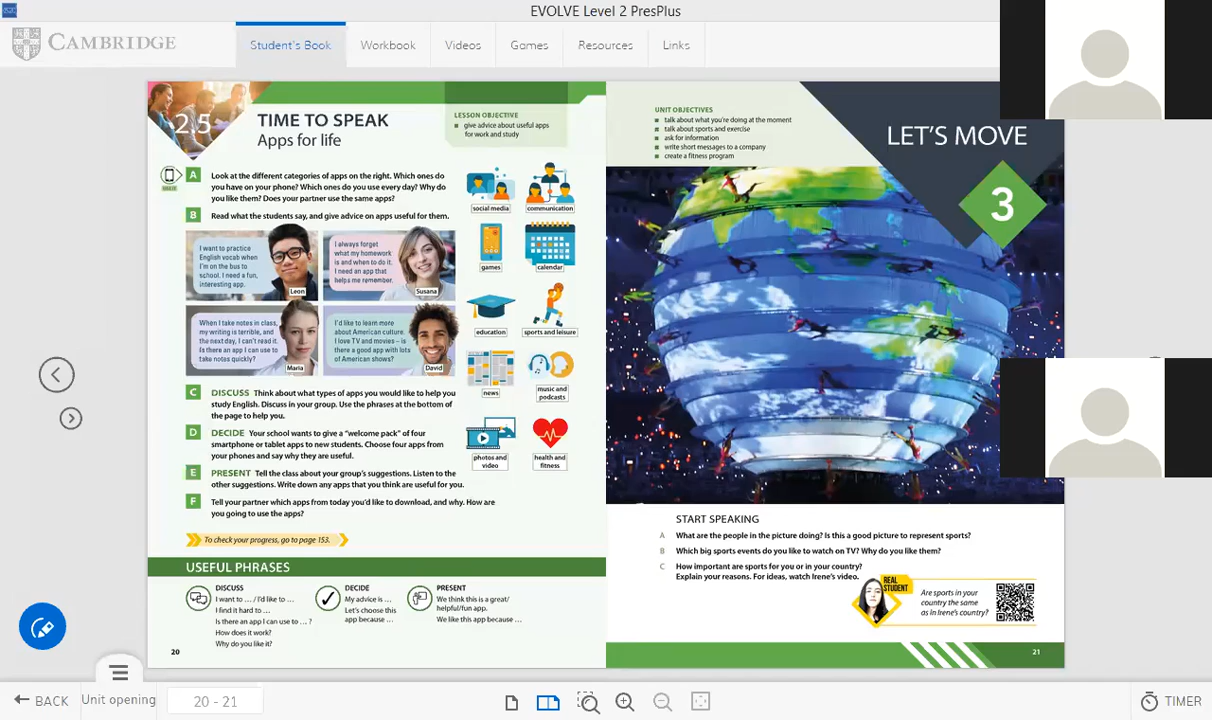 EVOLVE Level 2 PresPlus
CAMBRIDGE
Student's Book
Workbook
Videos
Games
Resources
Links
2.5
TIME TO SPEAK
Apps for life
LESSON OBJECTIVE
give advice about useful apps
for work and study
A
Look at the different categories of apps on the right. Which ones do
you have on your phone? Which ones do you use every day? Why do
you like them? Does your partner use the same apps?
B
Read what the students say, and give advice on apps useful for them.
I want to practice
English vocab when
I'm on the bus to
school. I need a fun,
interesting app.
Leon
I always forget
what my homework
is and when to do it.
I need an app that
helps me remember.
Susana
When I take notes in class,
my writing is terrible, and
the next day, I can't read it.
Is there an app I can use to
take notes quickly?
Maria
I'd like to learn more
about American culture.
I love TV and movies – is
there a good app with lots
of American shows?
David
social media
communication
games
calendar
education
sports and leisure
news
music and
podcasts
photos and
video
health and
fitness
C
DISCUSS Think about what types of apps you would like to help you
study English. Discuss in your group. Use the phrases at the bottom of
the page to help you.
D
DECIDE Your school wants to give a "welcome pack" of four
smartphone or tablet apps to new students. Choose four apps from
your phones and say why they are useful.
E
PRESENT Tell the class about your group's suggestions. Listen to the
other suggestions. Write down any apps that you think are useful for you.
F
Tell your partner which apps from today you'd like to download, and why. How are
you going to use the apps?
To check your progress, go to page 153.
USEFUL PHRASES
DISCUSS
I want to … / I'd like to …
I find it hard to …
Is there an app I can use to … ?
How does it work?
Why do you like it?
DECIDE
My advice is …
Let's choose this
app because …
PRESENT
We think this is a great/
helpful/fun app.
We like this app because …
20
UNIT OBJECTIVES
talk about what you're doing at the moment
talk about sports and exercise
ask for information
write short messages to a company
create a fitness program
LET'S MOVE
3
START SPEAKING
A What are the people in the picture doing? Is this a good picture to represent sports?
B Which big sports events do you like to watch on TV? Why do you like them?
C How important are sports for you or in your country?
Explain your reasons. For ideas, watch Irene's video.
REAL
STUDENT
Are sports in your
country the same
as in Irene's country?
21
BACK
Unit opening
20 - 21
TIMER